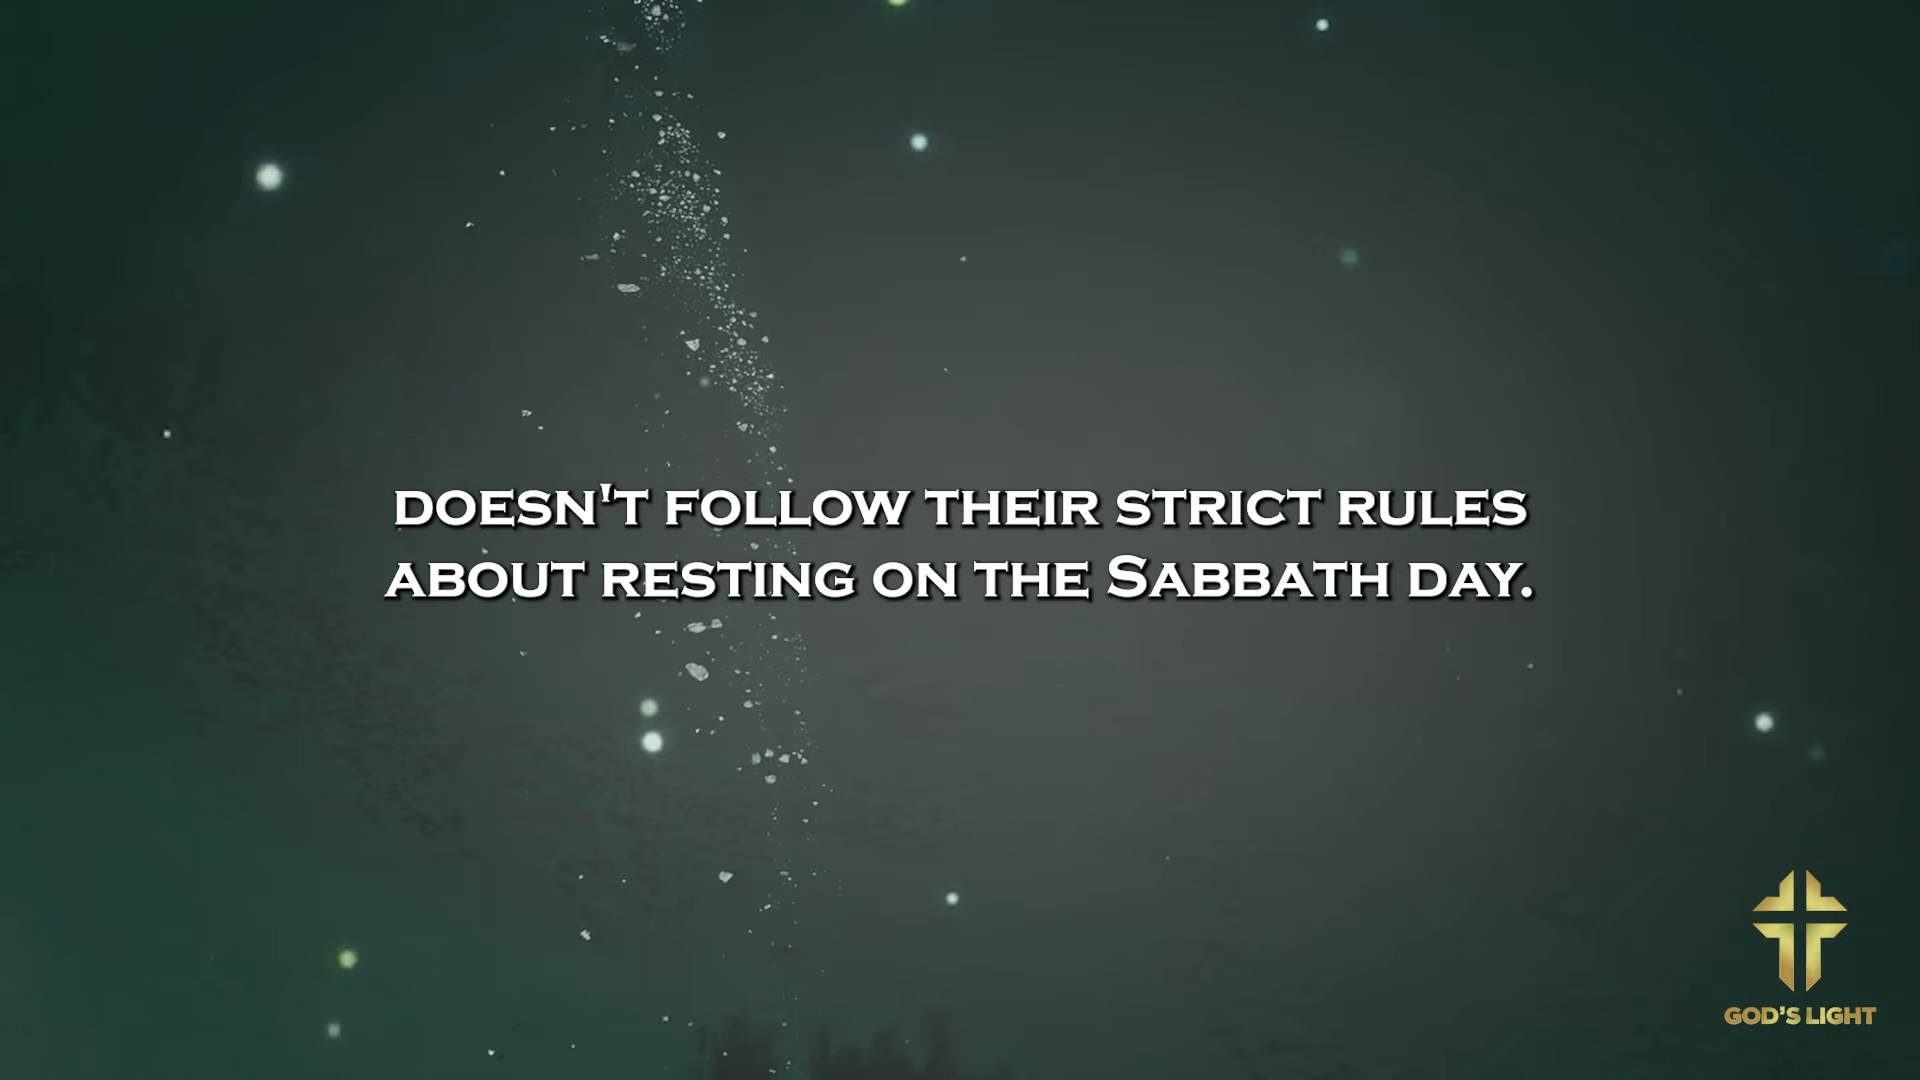 DOESN'T FOLLOW THEIR STRICT RULES
ABOUT RESTING ON THE SABBATH DAY.
GOD'S LIGHT